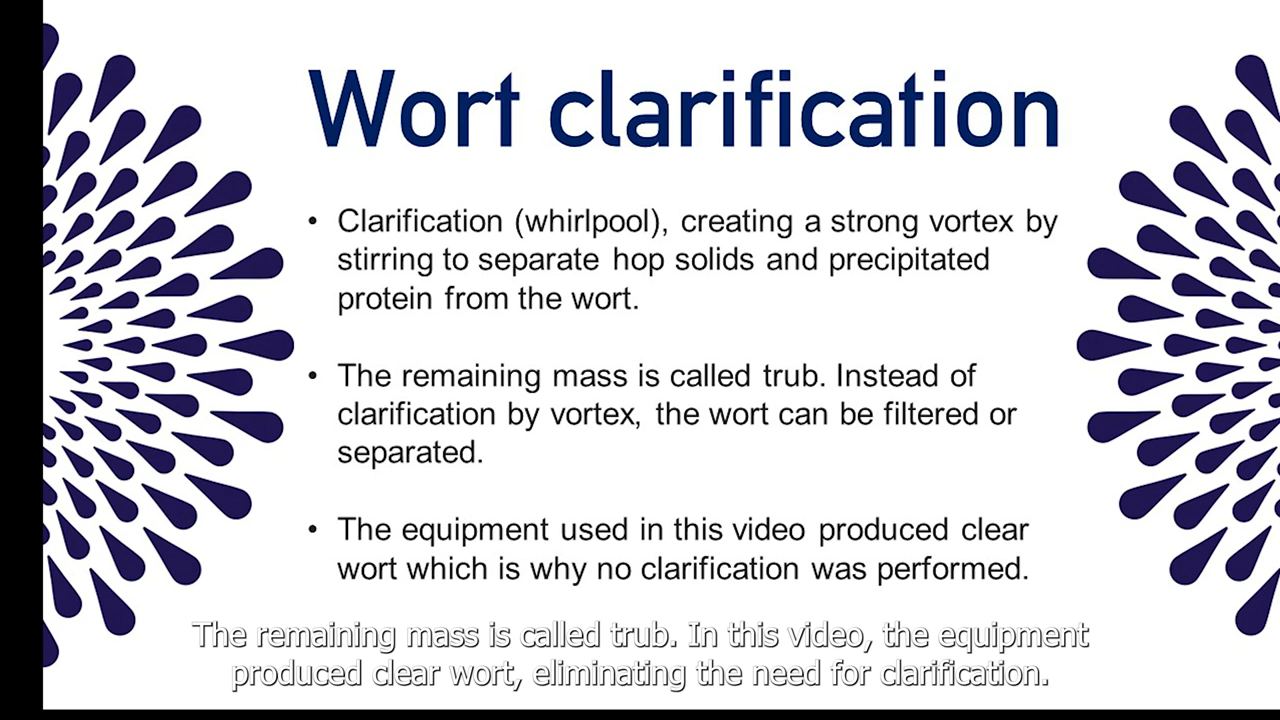 Wort clarification
• Clarification (whirlpool), creating a strong vortex by
stirring to separate hop solids and precipitated
protein from the wort.
• The remaining mass is called trub. Instead of
clarification by vortex, the wort can be filtered or
separated.
• The equipment used in this video produced clear
wort which is why no clarification was performed.
The remaining mass is called trub. In this video, the equipment
produced clear wort, eliminating the need for clarification.